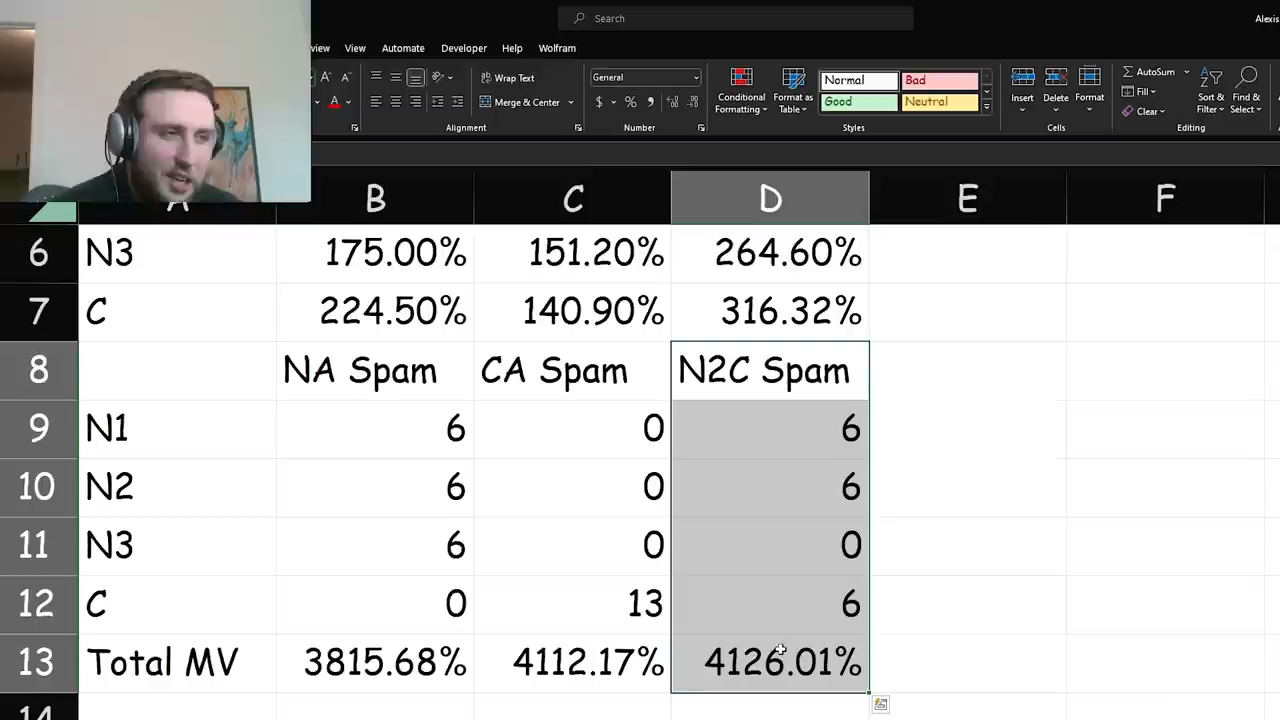 Search
Alexis
view View Automate Developer Help Wolfram
A A Wrap Text General Normal Bad AutoSum
A Merge & Center $ % Conditional Formatting Format as Table Good Neutral Insert Delete Format Fill Clear Sort & Filter Find & Select
Alignment Number Styles Cells Editing
A B C D E F
6 N3 175.00% 151.20% 264.60%
7 C 224.50% 140.90% 316.32%
8 NA Spam CA Spam N2C Spam
9 N1 6 0 6
10 N2 6 0 6
11 N3 6 0 0
12 C 0 13 6
13 Total MV 3815.68% 4112.17% 4126.01%
14